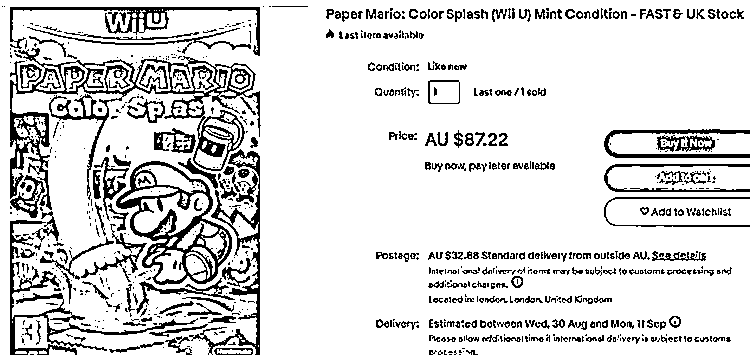 WiiU
PAPER MARIO
Color Splash
M
3
Paper Mario: Color Splash (Wii U) Mint Condition - FAST & UK Stock
Last item available
Condition: Like new
Quantity: 1 Last one / 1 sold
Price: AU $87.22
Buy now, pay later available
Buy It Now
Add to cart
Add to Watchlist
Postage: AU $32.88 Standard delivery from outside AU. See details
International delivery of items may be subject to customs processing and
additional charges.
Located in: London, London, United Kingdom
Delivery: Estimated between Wed, 30 Aug and Mon, 11 Sep
Please allow additional time if international delivery is subject to customs
processing.